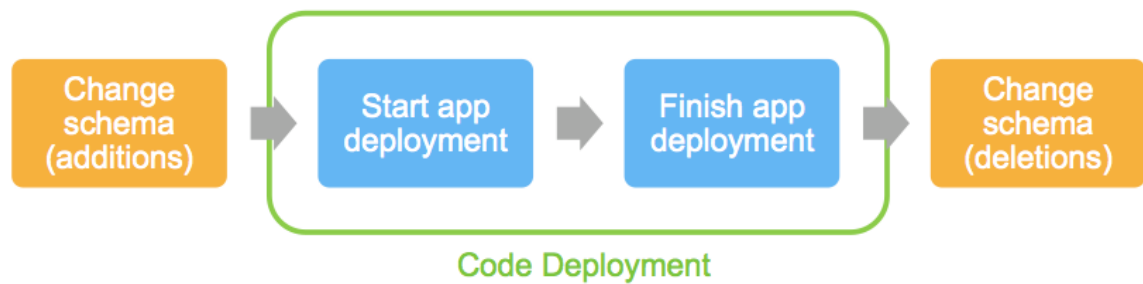 Change
schema
(additions)
Start app
deployment
Finish app
deployment
Change
schema
(deletions)
Code Deployment